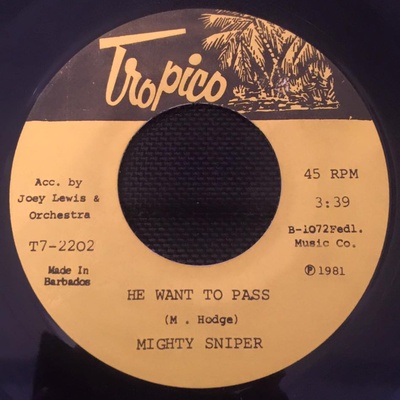 Tropico
Acc. by
Joey Lewis &
Orchestra
T7-2202
Made In
Barbados
45 RPM
3:39
B-1072Fedl.
Music Co.
℗ 1981
HE WANT TO PASS
(M . Hodge)
MIGHTY SNIPER